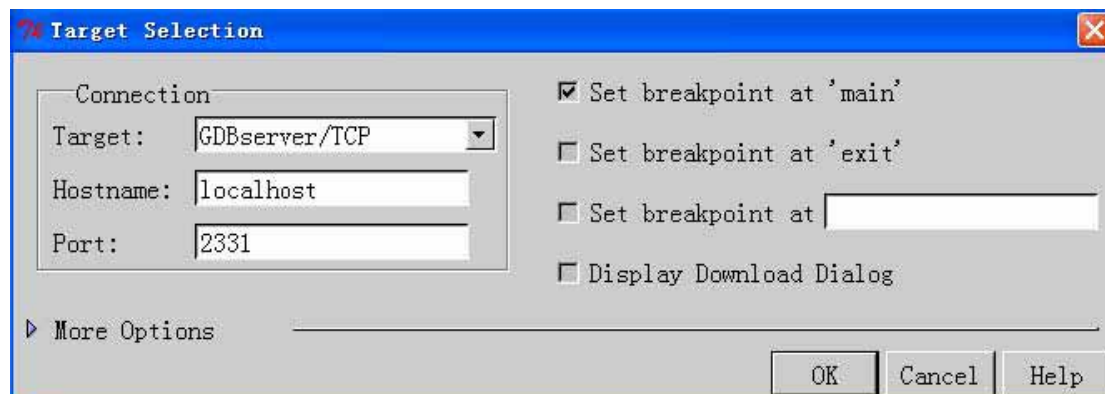 Target Selection
Connection
Target: GDBserver/TCP
Hostname: localhost
Port: 2331
Set breakpoint at 'main'
Set breakpoint at 'exit'
Set breakpoint at
Display Download Dialog
More Options
OK Cancel Help